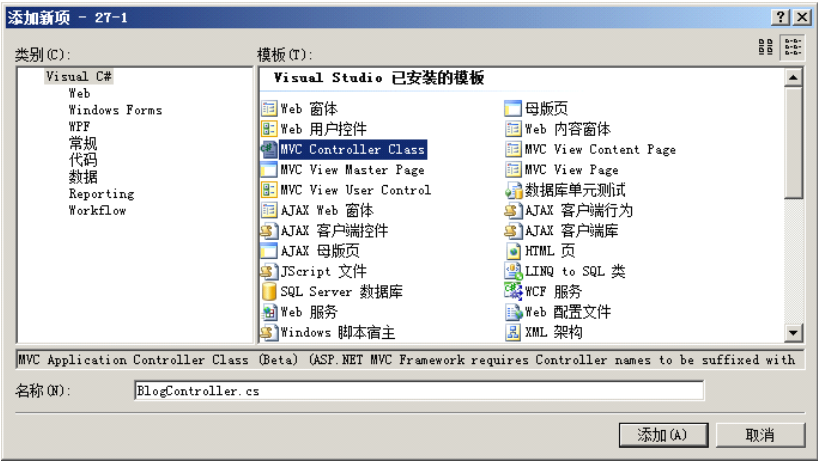 添加新项 - 27-1
类别(C):
模板(T):
Visual C#
Web
Windows Forms
WPF
常规
代码
数据
Reporting
Workflow
Visual Studio 已安装的模板
Web 窗体
母版页
Web 用户控件
Web 内容窗体
MVC Controller Class
MVC View Content Page
MVC View Master Page
MVC View Page
MVC View User Control
数据库单元测试
AJAX Web 窗体
AJAX 客户端行为
AJAX 客户端控件
AJAX 客户端库
AJAX 母版页
HTML 页
JScript 文件
LINQ to SQL 类
SQL Server 数据库
WCF 服务
Web 服务
Web 配置文件
Windows 脚本宿主
XML 架构
MVC Application Controller Class (Beta) (ASP.NET MVC Framework requires Controller names to be suffixed with
名称(N):
BlogController.cs
添加(A)
取消